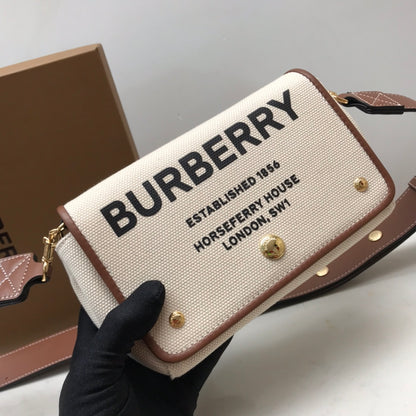 BURBERRY
ESTABLISHED 1856
HORSEFERRY HOUSE
LONDON, SW1